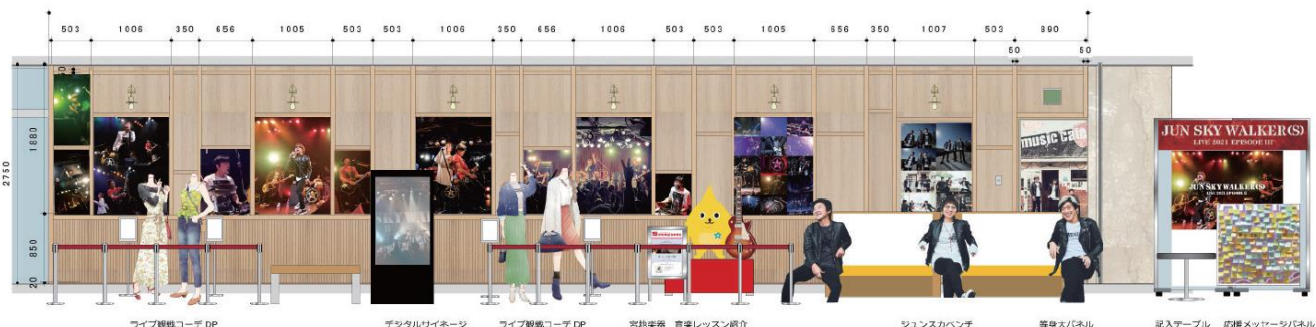 503 1006 350 656 1005 503 503 1006 350 656 1006 503 503 1005 656 350 1007 503 890
50 50
2750
1880
850
20
music cafe
JUN SKY WALKER(S)
LIVE 2021 EPISODE III
JUN SKY WALKER(S)
ライブ観戦コーデ DP
デジタルサイネージ
ライブ観戦コーデ DP
宮地楽器 音楽レッスン紹介
ジュンスカベンチ
等身大パネル
記入テーブル
応援メッセージパネル